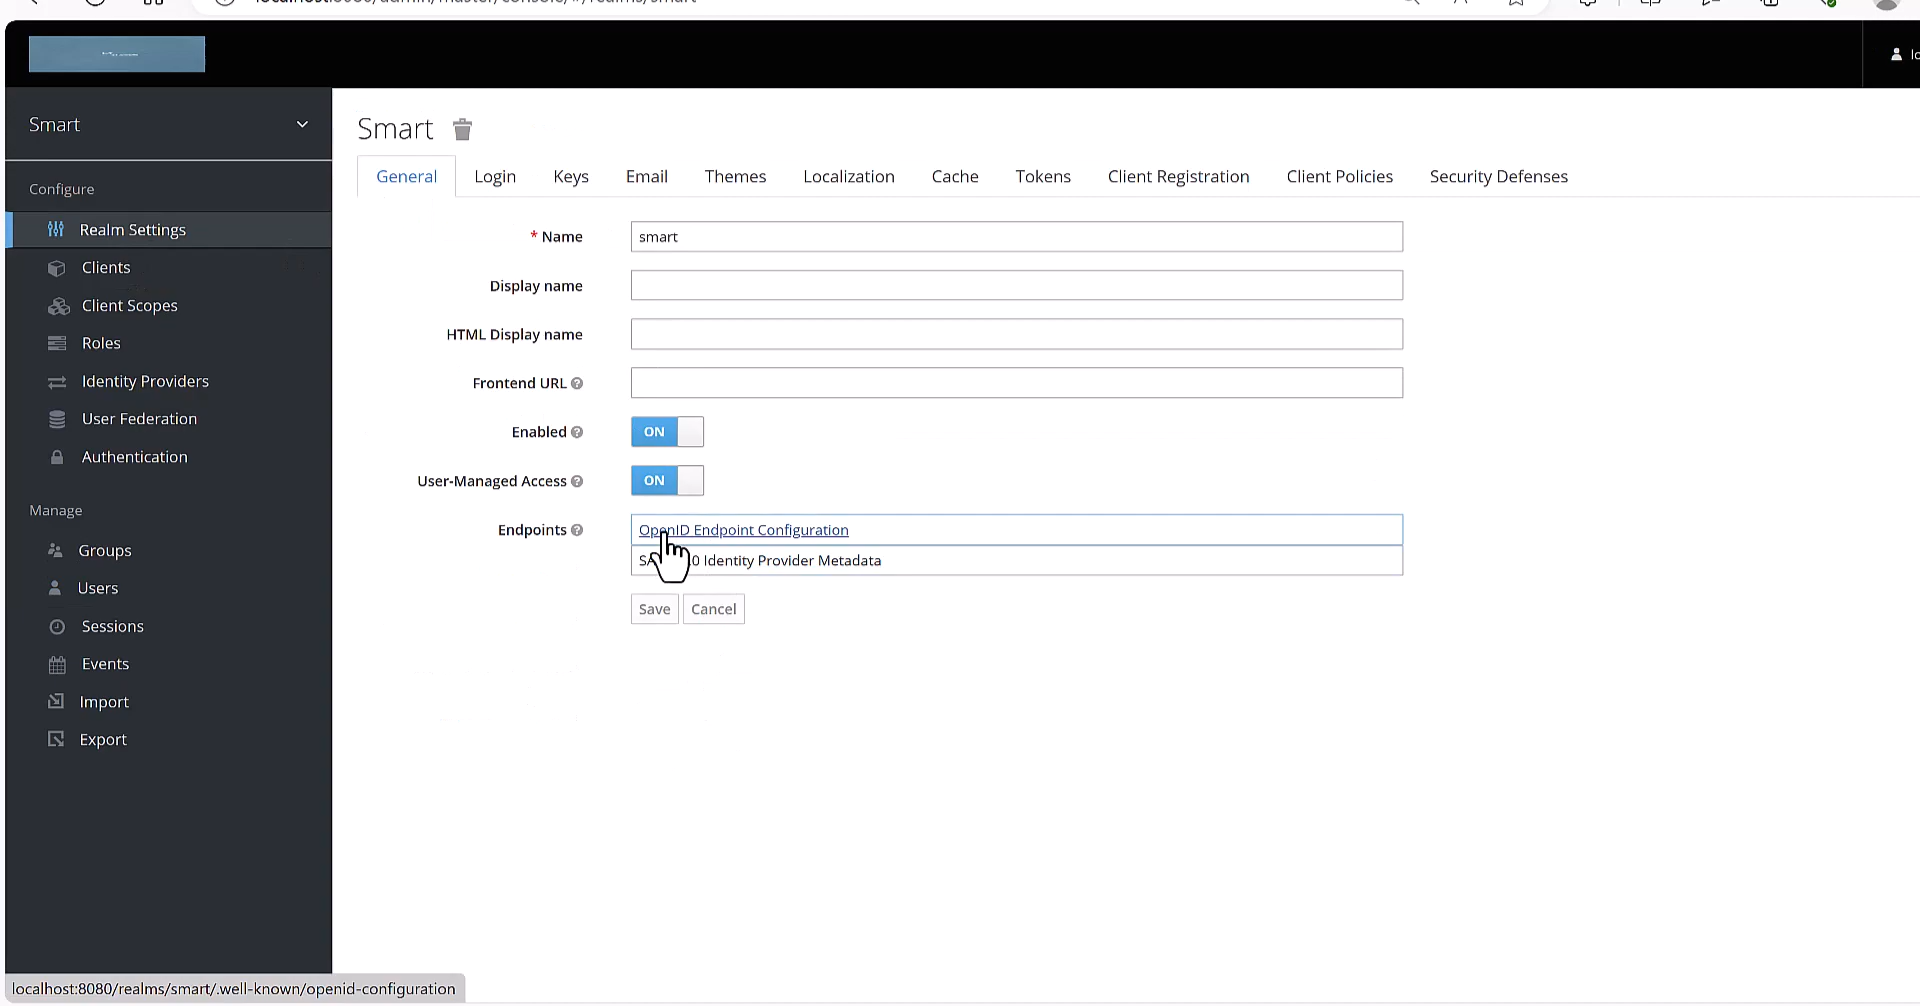 Smart
Configure
Realm Settings
Clients
Client Scopes
Roles
Identity Providers
User Federation
Authentication
Manage
Groups
Users
Sessions
Events
Import
Export
Smart
General Login Keys Email Themes Localization Cache Tokens Client Registration Client Policies Security Defenses
* Name smart
Display name
HTML Display name
Frontend URL
Enabled ON
User-Managed Access ON
Endpoints OpenID Endpoint Configuration
Identity Provider Metadata
Save Cancel
localhost:8080/realms/smart/.well-known/openid-configuration